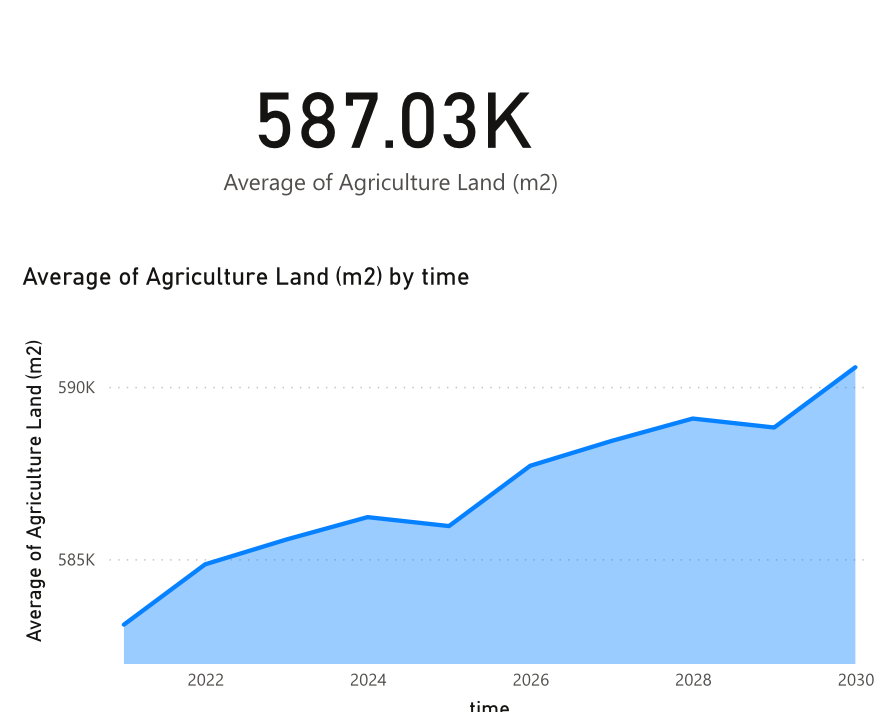 587.03K
Average of Agriculture Land (m2)
Average of Agriculture Land (m2) by time
Average of Agriculture Land (m2)
590K
585K
2022 2024 2026 2028 2030
time